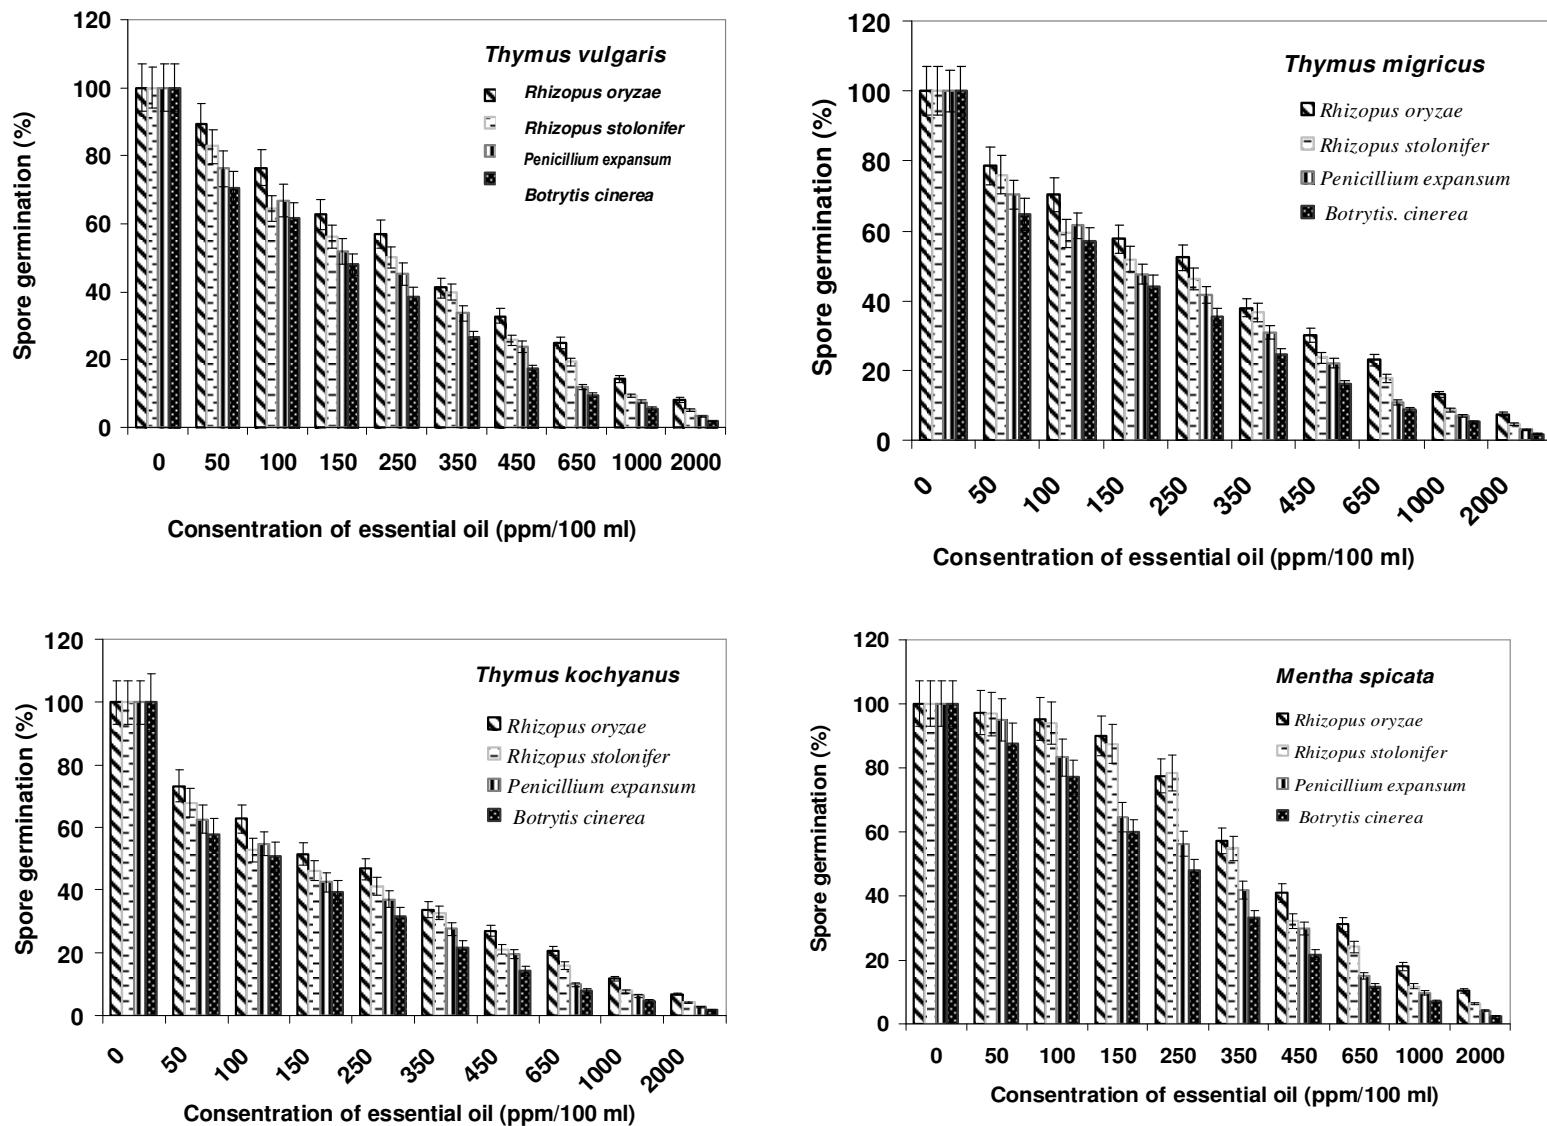 120
100
80
60
40
20
0
Spore germination (%)
Thymus vulgaris
Rhizopus oryzae
Rhizopus stolonifer
Penicillium expansum
Botrytis cinerea
0 50 100 150 250 350 450 650 1000 2000
Consentration of essential oil (ppm/100 ml)
120
100
80
60
40
20
0
Spore germination (%)
Thymus migricus
Rhizopus oryzae
Rhizopus stolonifer
Penicillium expansum
Botrytis. cinerea
0 50 100 150 250 350 450 650 1000 2000
Consentration of essential oil (ppm/100 ml)
120
100
80
60
40
20
0
Spore germination (%)
Thymus kochyanus
Rhizopus oryzae
Rhizopus stolonifer
Penicillium expansum
Botrytis cinerea
0 50 100 150 250 350 450 650 1000 2000
Consentration of essential oil (ppm/100 ml)
120
100
80
60
40
20
0
Spore germination (%)
Mentha spicata
Rhizopus oryzae
Rhizopus stolonifer
Penicillium expansum
Botrytis cinerea
0 50 100 150 250 350 450 650 1000 2000
Consentration of essential oil (ppm/100 ml)